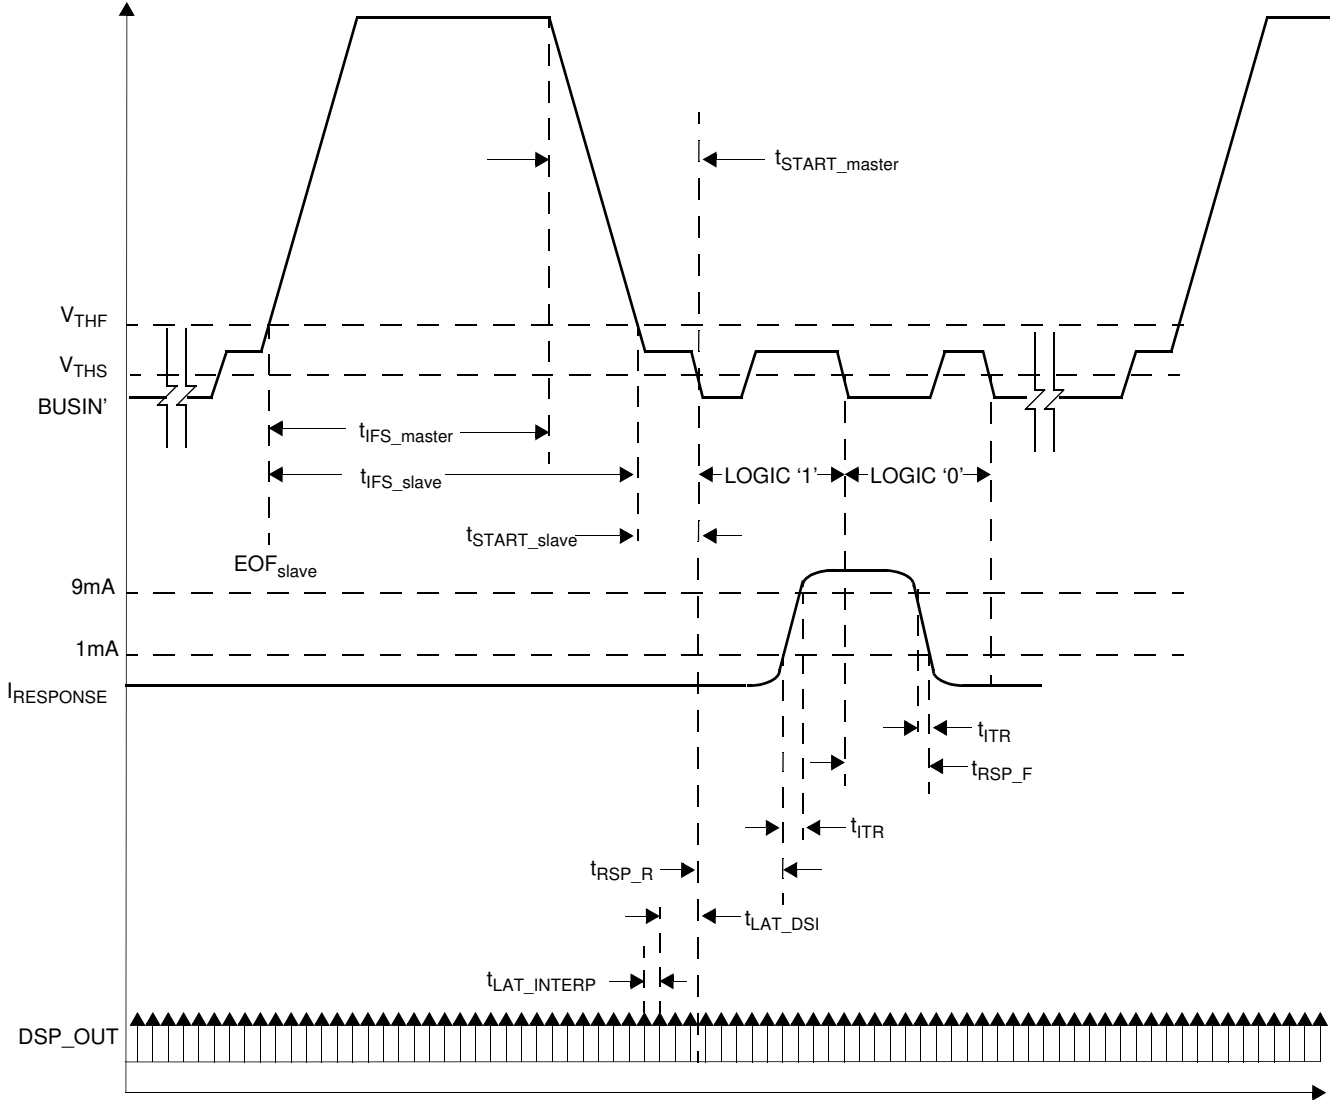 tSTART_master
VTHF
VTHS
BUSIN’
tIFS_master
tIFS_slave
LOGIC ‘1’
LOGIC ‘0’
tSTART_slave
EOFslave
9mA
1mA
IRESPONSE
tITR
tRSP_F
tITR
tRSP_R
tLAT_DSI
tLAT_INTERP
DSP_OUT